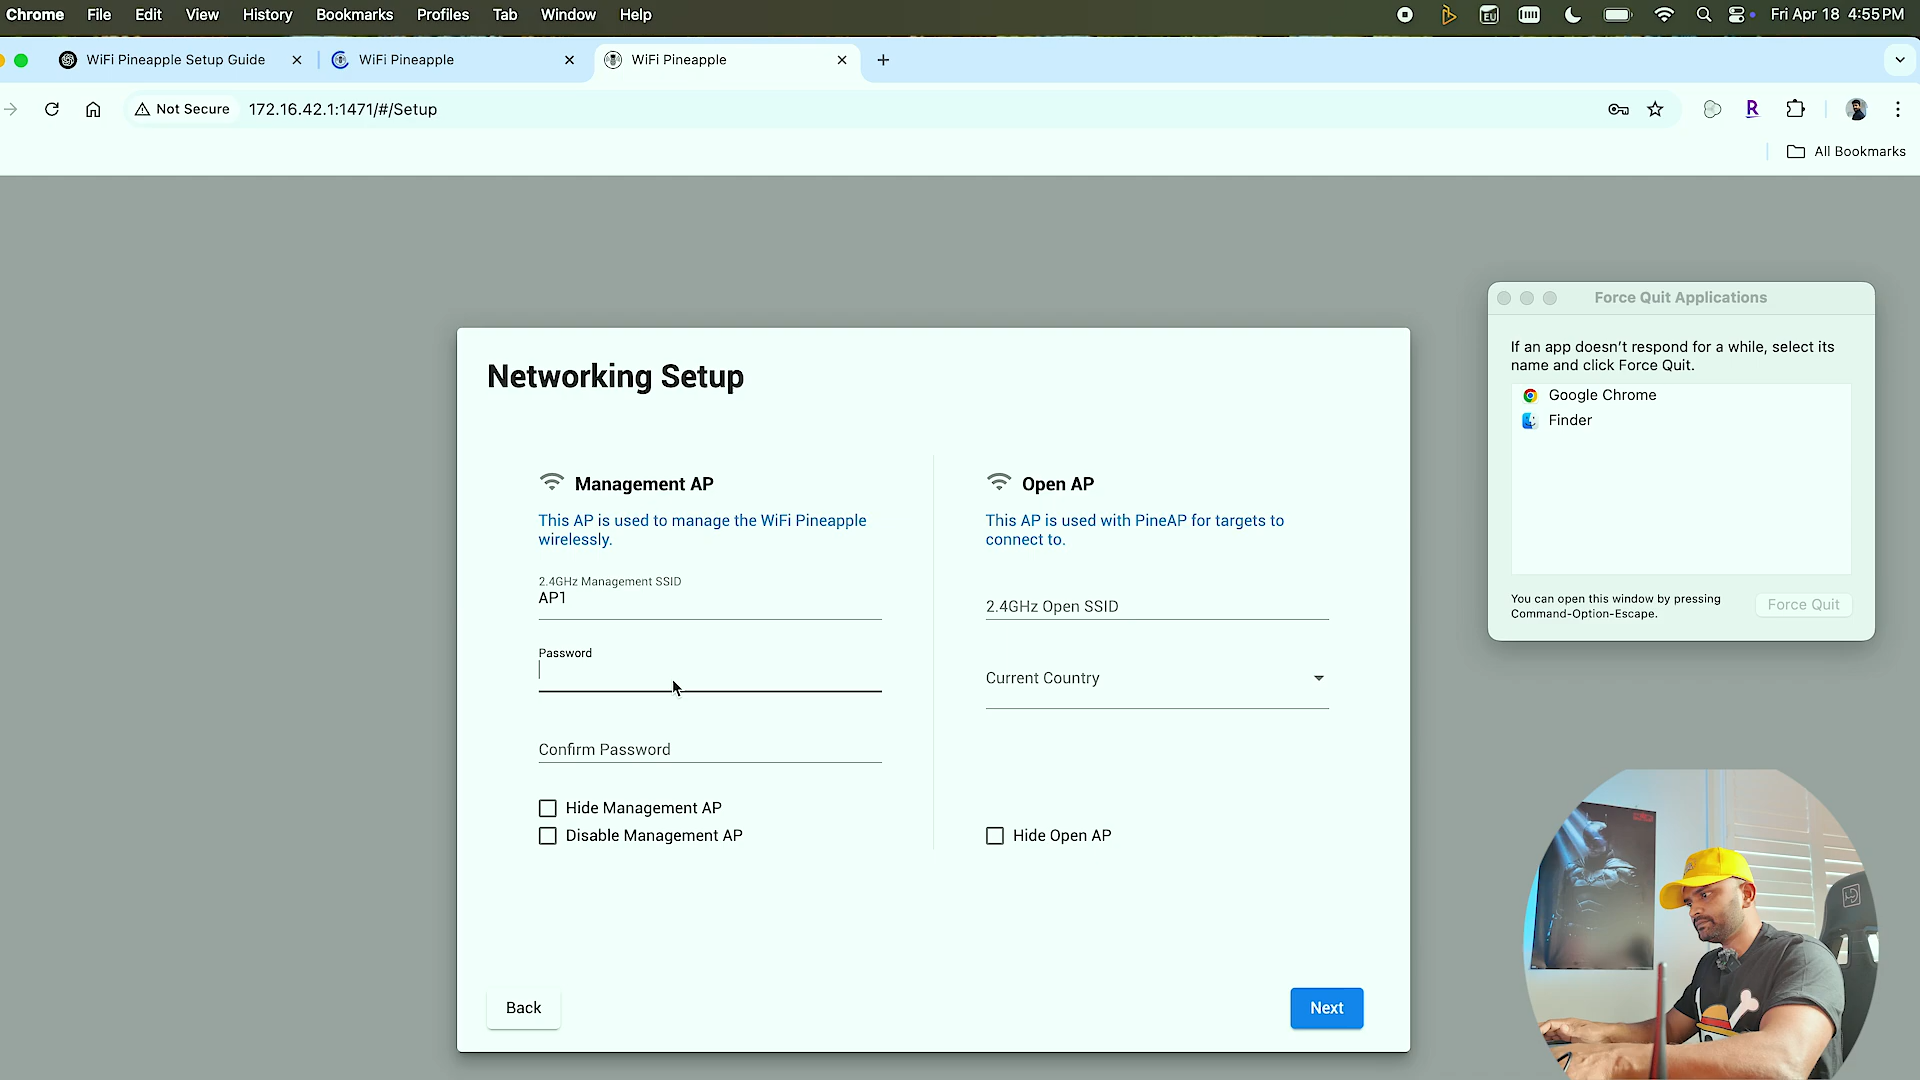 Chrome File Edit View History Bookmarks Profiles Tab Window Help
EU
Fri Apr 18 4:55 PM
WiFi Pineapple Setup Guide
WiFi Pineapple
WiFi Pineapple
Not Secure 172.16.42.1:1471/#/Setup
R
All Bookmarks
Networking Setup
Management AP
This AP is used to manage the WiFi Pineapple
wirelessly.
2.4GHz Management SSID
AP1
Password
Confirm Password
Hide Management AP
Disable Management AP
Open AP
This AP is used with PineAP for targets to
connect to.
2.4GHz Open SSID
Current Country
Hide Open AP
Back
Next
Force Quit Applications
If an app doesn't respond for a while, select its
name and click Force Quit.
Google Chrome
Finder
You can open this window by pressing
Command-Option-Escape.
Force Quit